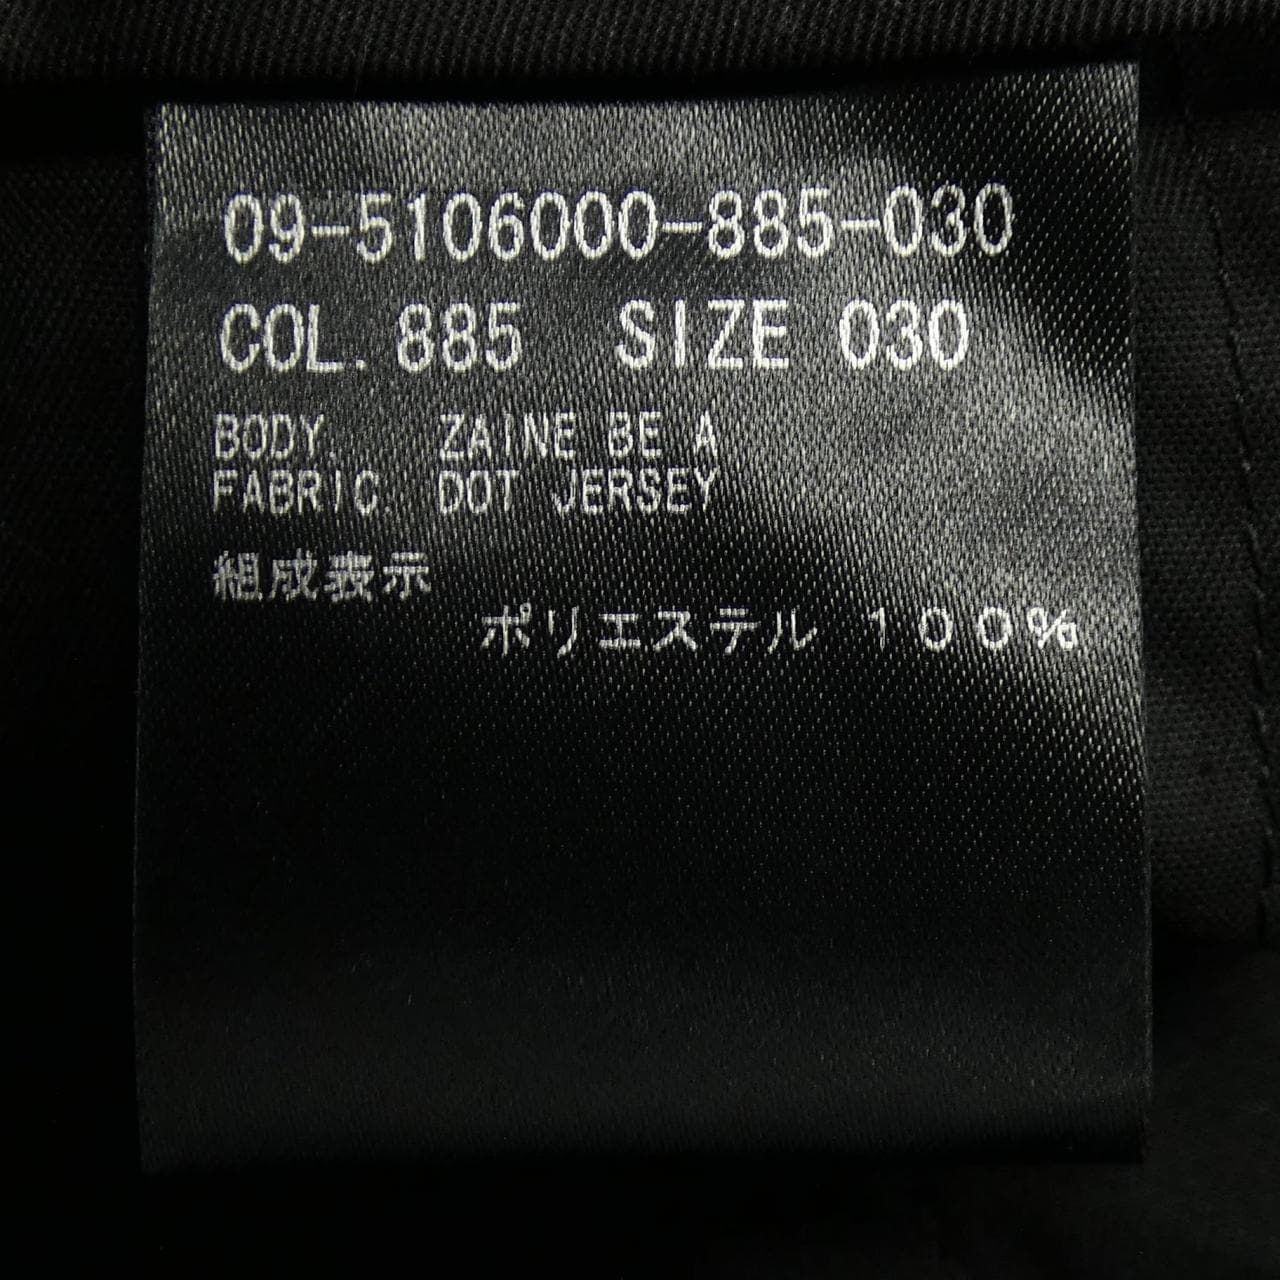 09-5106000-885-030
COL. 885 SIZE 030
BODY. ZAINE BE A
FABRIC. DOT JERSEY
組成表示
ポリエステル １００％